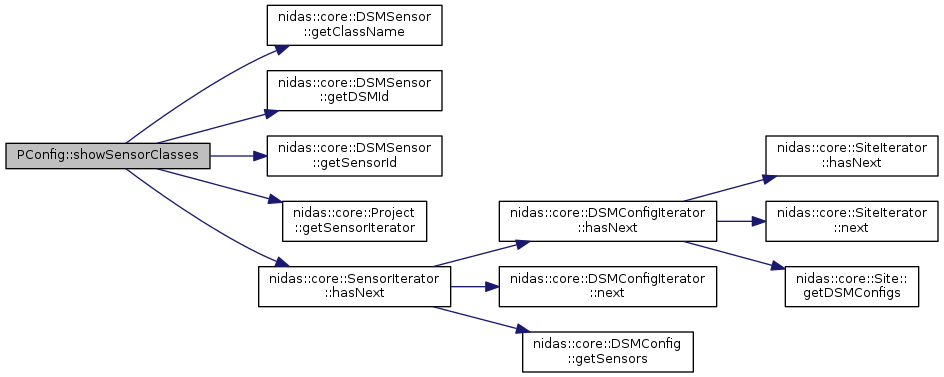 PConfig::showSensorClasses
nidas::core::DSMSensor
::getClassName
nidas::core::DSMSensor
::getDSMId
nidas::core::DSMSensor
::getSensorId
nidas::core::Project
::getSensorIterator
nidas::core::SensorIterator
::hasNext
nidas::core::DSMConfigIterator
::hasNext
nidas::core::DSMConfigIterator
::next
nidas::core::DSMConfig
::getSensors
nidas::core::SiteIterator
::hasNext
nidas::core::SiteIterator
::next
nidas::core::Site::
getDSMConfigs